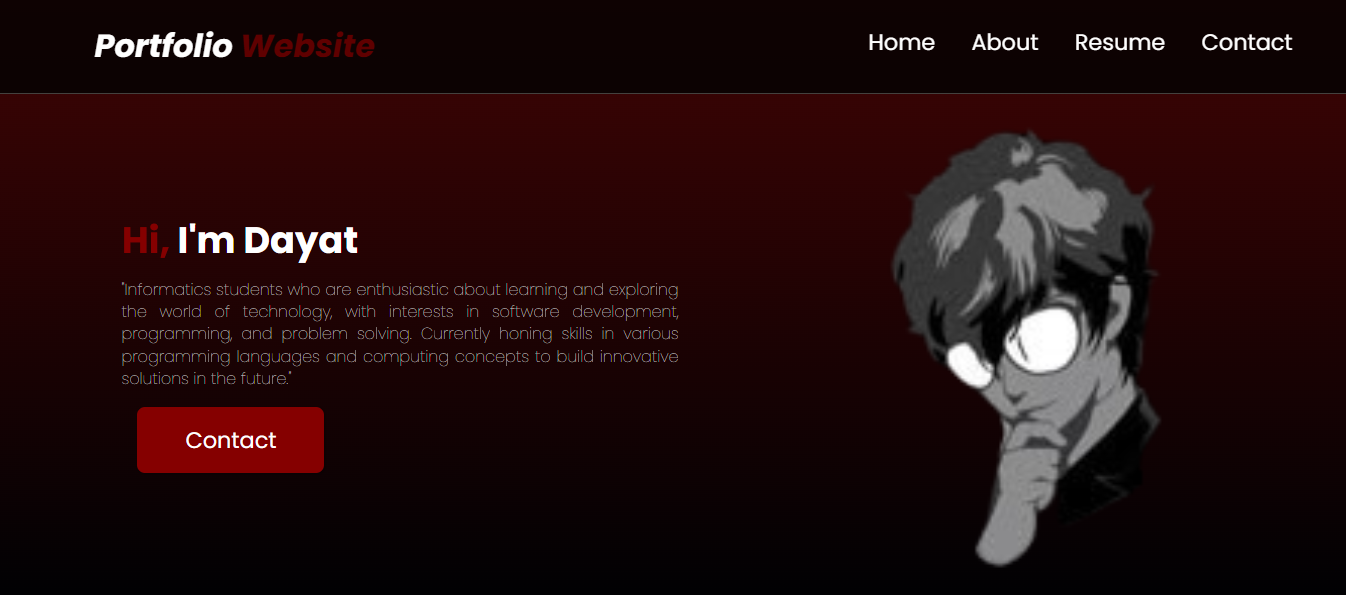 Portfolio Website
Home About Resume Contact
Hi, I'm Dayat
"Informatics students who are enthusiastic about learning and exploring
the world of technology, with interests in software development,
programming, and problem solving. Currently honing skills in various
programming languages and computing concepts to build innovative
solutions in the future."
Contact